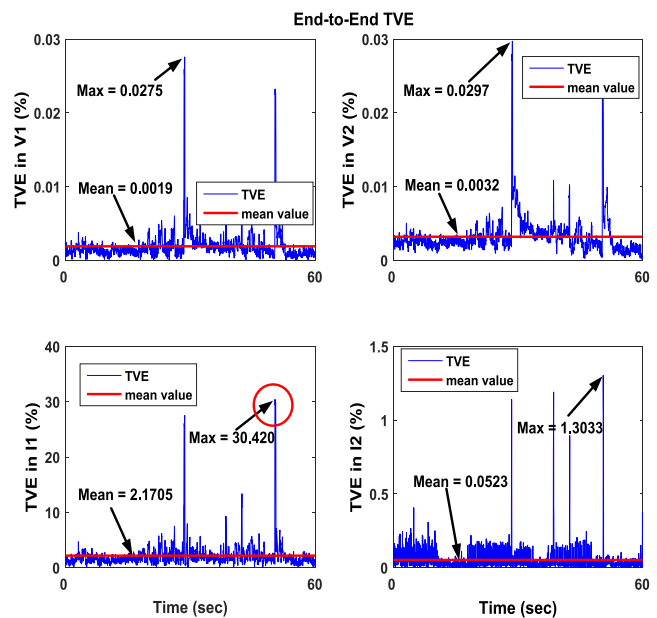 End-to-End TVE
TVE in V1 (%)
0.03
0.02
0.01
0
0
60
Max = 0.0275
Mean = 0.0019
TVE
mean value
TVE in V2 (%)
0.03
0.02
0.01
0
0
60
Max = 0.0297
Mean = 0.0032
TVE
mean value
TVE in I1 (%)
40
30
20
10
0
0
60
TVE
mean value
Max = 30.420
Mean = 2.1705
Time (sec)
TVE in I2 (%)
1.5
1
0.5
0
0
60
TVE
mean value
Max = 1.3033
Mean = 0.0523
Time (sec)